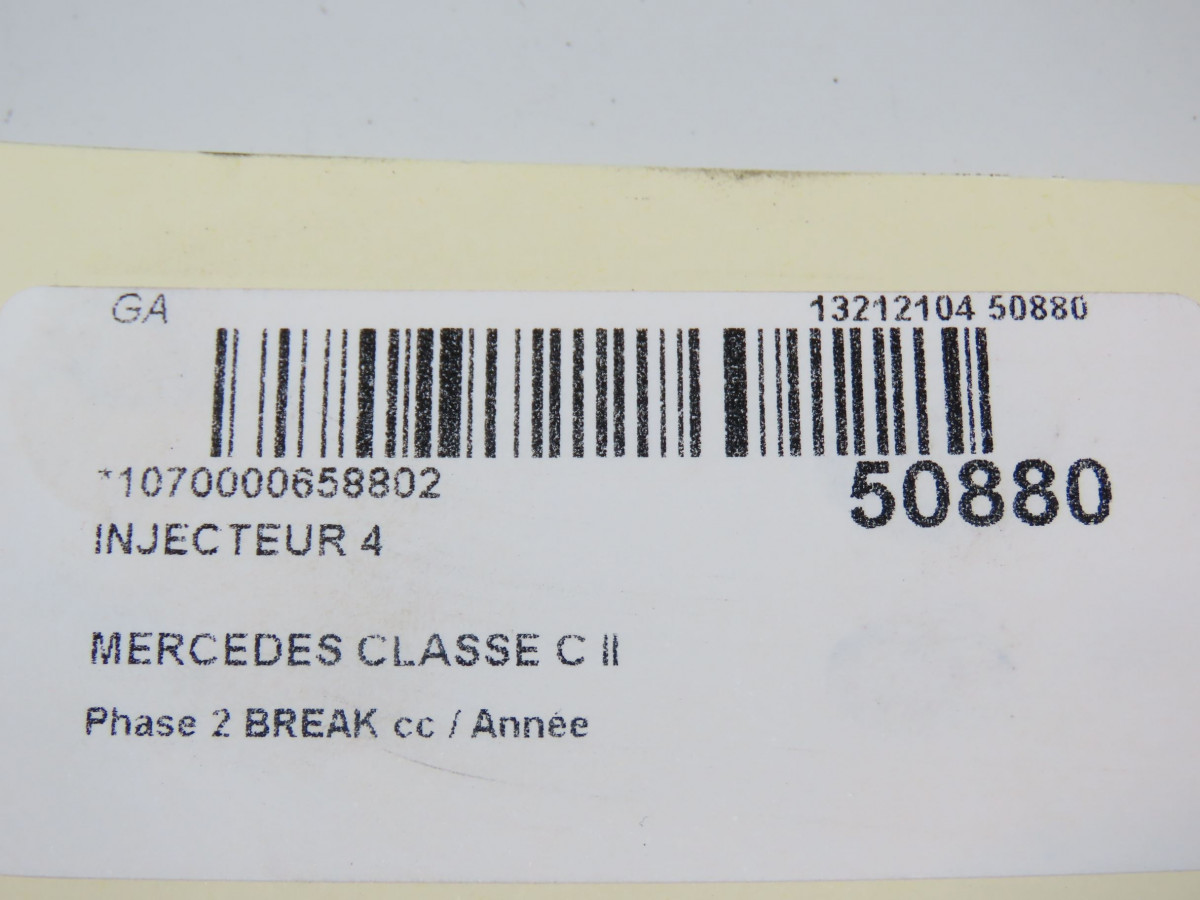 GA 13212104 50880
*1070000658802
50880
INJECTEUR 4
MERCEDES CLASSE C II
Phase 2 BREAK cc / Année